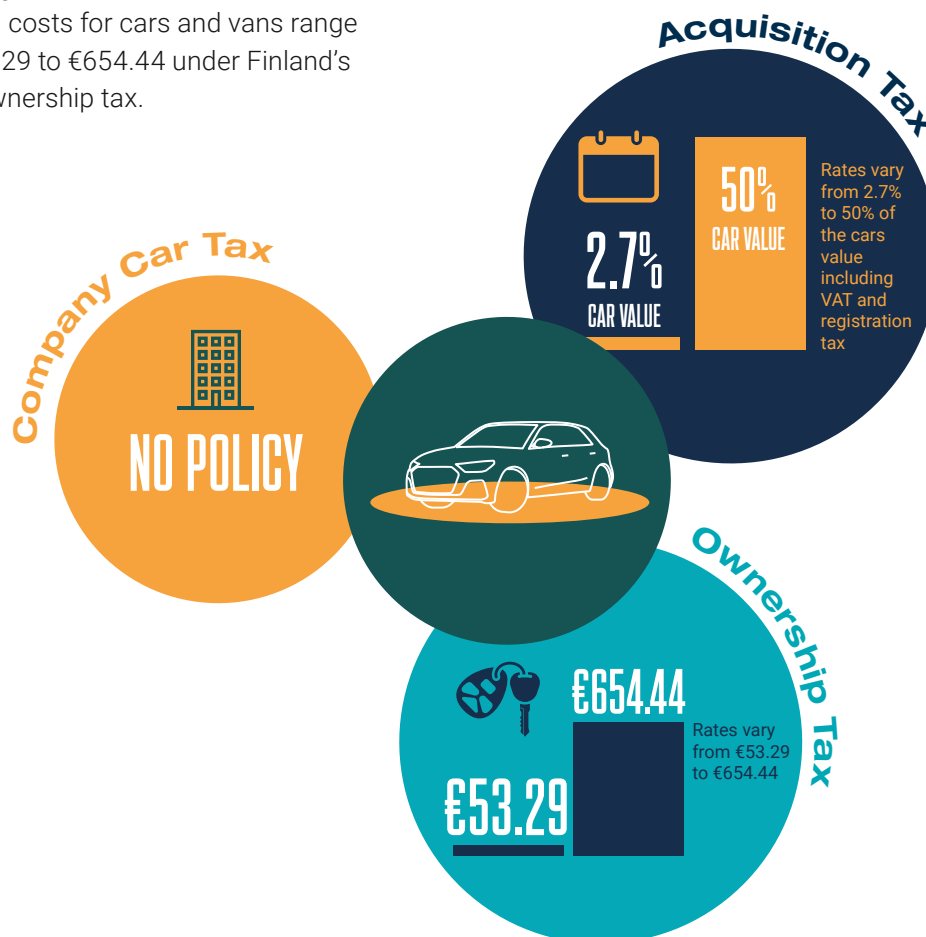 costs for cars and vans range
29 to €654.44 under Finland’s
wnership tax.
Acquisition Tax
2.7%
CAR VALUE
50%
CAR VALUE
Rates vary
from 2.7%
to 50% of
the cars
value
including
VAT and
registration
tax
Company Car Tax
NO POLICY
Ownership Tax
€654.44
€53.29
Rates vary
from €53.29
to €654.44